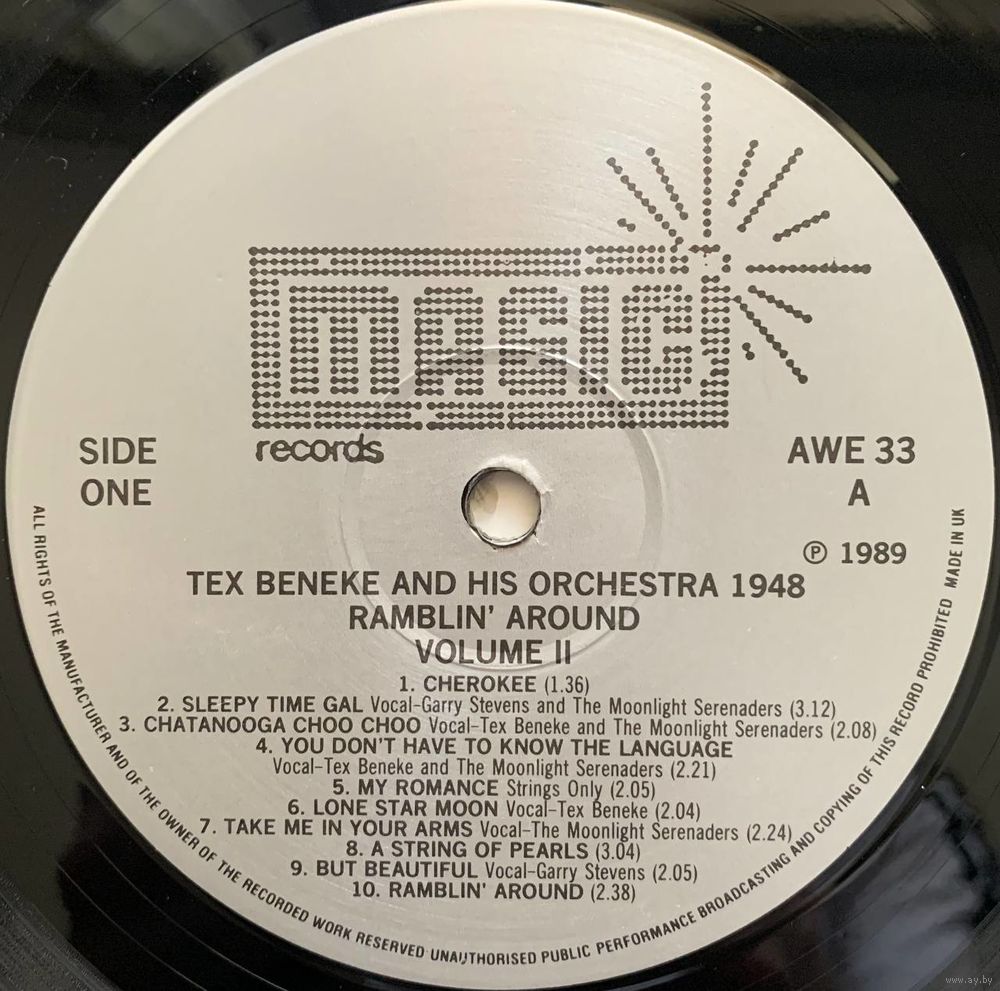 MAGIC
records
SIDE
ONE
AWE 33
A
℗ 1989
TEX BENEKE AND HIS ORCHESTRA 1948
RAMBLIN' AROUND
VOLUME II
1. CHEROKEE (1.36)
2. SLEEPY TIME GAL Vocal-Garry Stevens and The Moonlight Serenaders (3.12)
3. CHATANOOGA CHOO CHOO Vocal-Tex Beneke and The Moonlight Serenaders (2.08)
4. YOU DON'T HAVE TO KNOW THE LANGUAGE
Vocal-Tex Beneke and The Moonlight Serenaders (2.21)
5. MY ROMANCE Strings Only (2.05)
6. LONE STAR MOON Vocal-Tex Beneke (2.04)
7. TAKE ME IN YOUR ARMS Vocal-The Moonlight Serenaders (2.24)
8. A STRING OF PEARLS (3.04)
9. BUT BEAUTIFUL Vocal-Garry Stevens (2.05)
10. RAMBLIN' AROUND (2.38)
ALL RIGHTS OF THE MANUFACTURER AND OF THE OWNER OF THE RECORDED WORK RESERVED UNAUTHORISED PUBLIC PERFORMANCE BROADCASTING AND COPYING OF THIS RECORD PROHIBITED MADE IN UK
www.ay.by